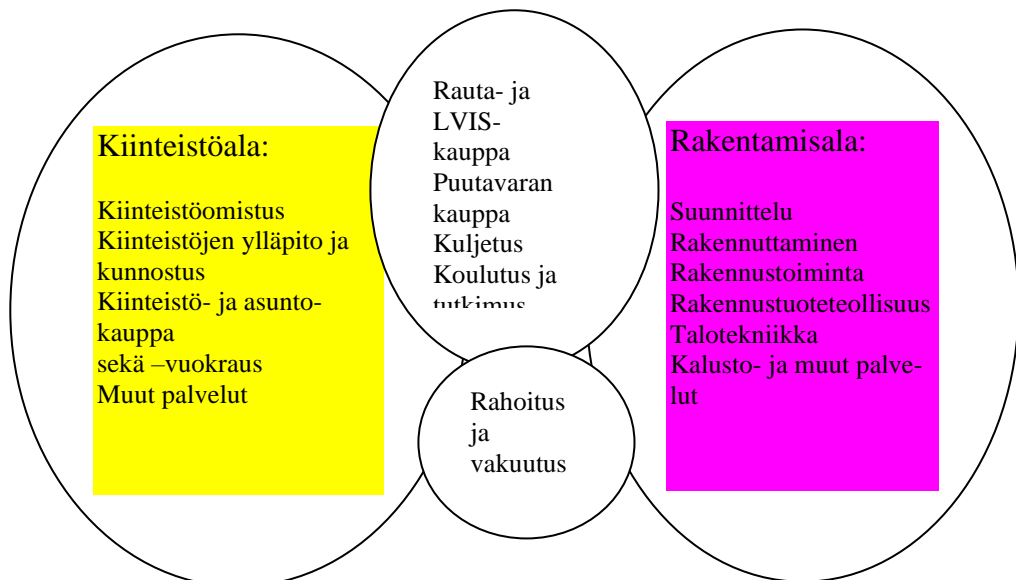 Kiinteistöala:
Kiinteistöomistus
Kiinteistöjen ylläpito ja
kunnostus
Kiinteistö- ja asunto-
kauppa
sekä –vuokraus
Muut palvelut
Rauta- ja
LVIS-
kauppa
Puutavaran
kauppa
Kuljetus
Koulutus ja
tutkimus
Rahoitus
ja
vakuutus
Rakentamisala:
Suunnittelu
Rakennuttaminen
Rakennustoiminta
Rakennustuoteteollisuus
Talotekniikka
Kalusto- ja muut palve-
lut